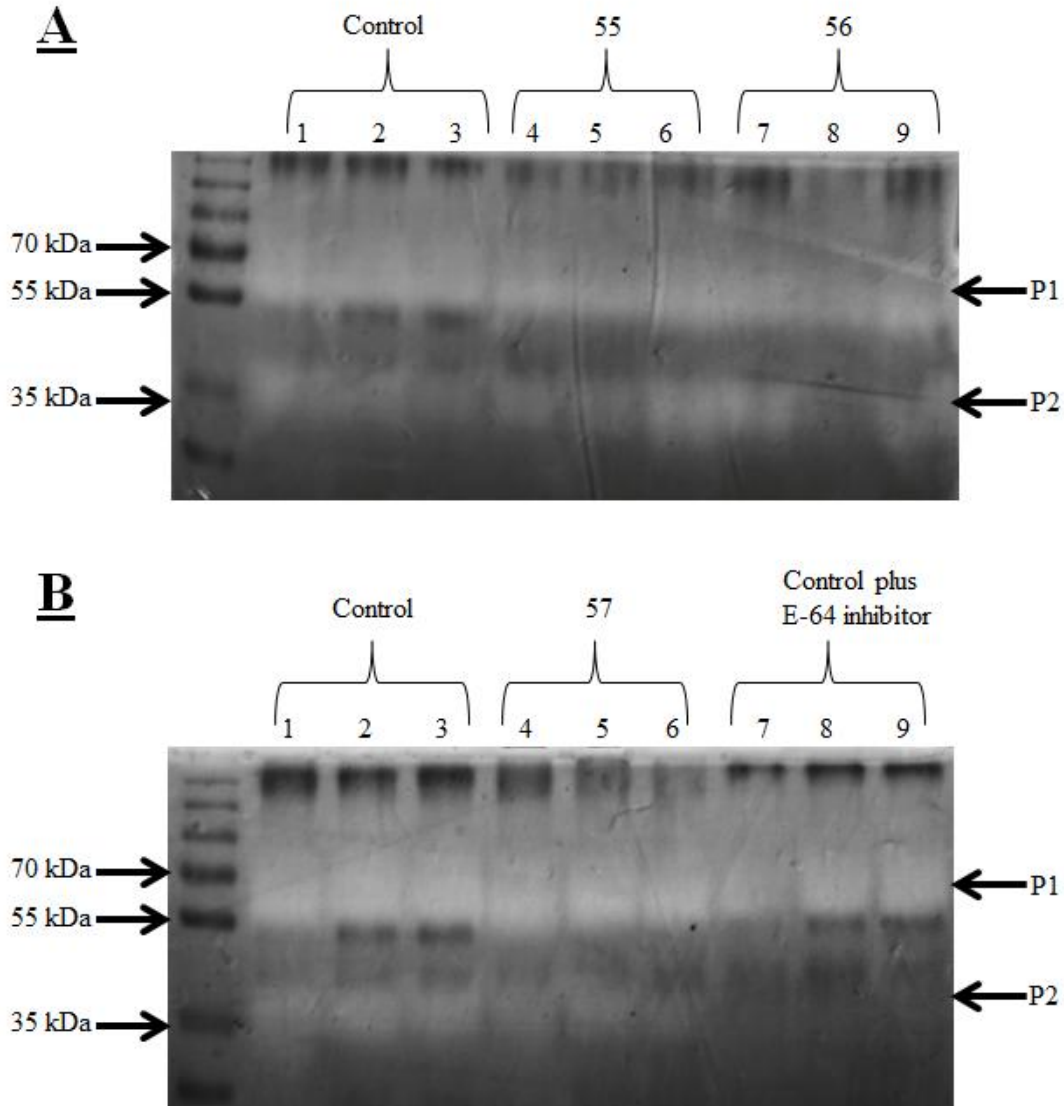 A
Control 55 56
1 2 3 4 5 6 7 8 9
70 kDa
55 kDa P1
35 kDa P2
B
Control 57 Control plus
E-64 inhibitor
1 2 3 4 5 6 7 8 9
70 kDa P1
55 kDa
P2
35 kDa